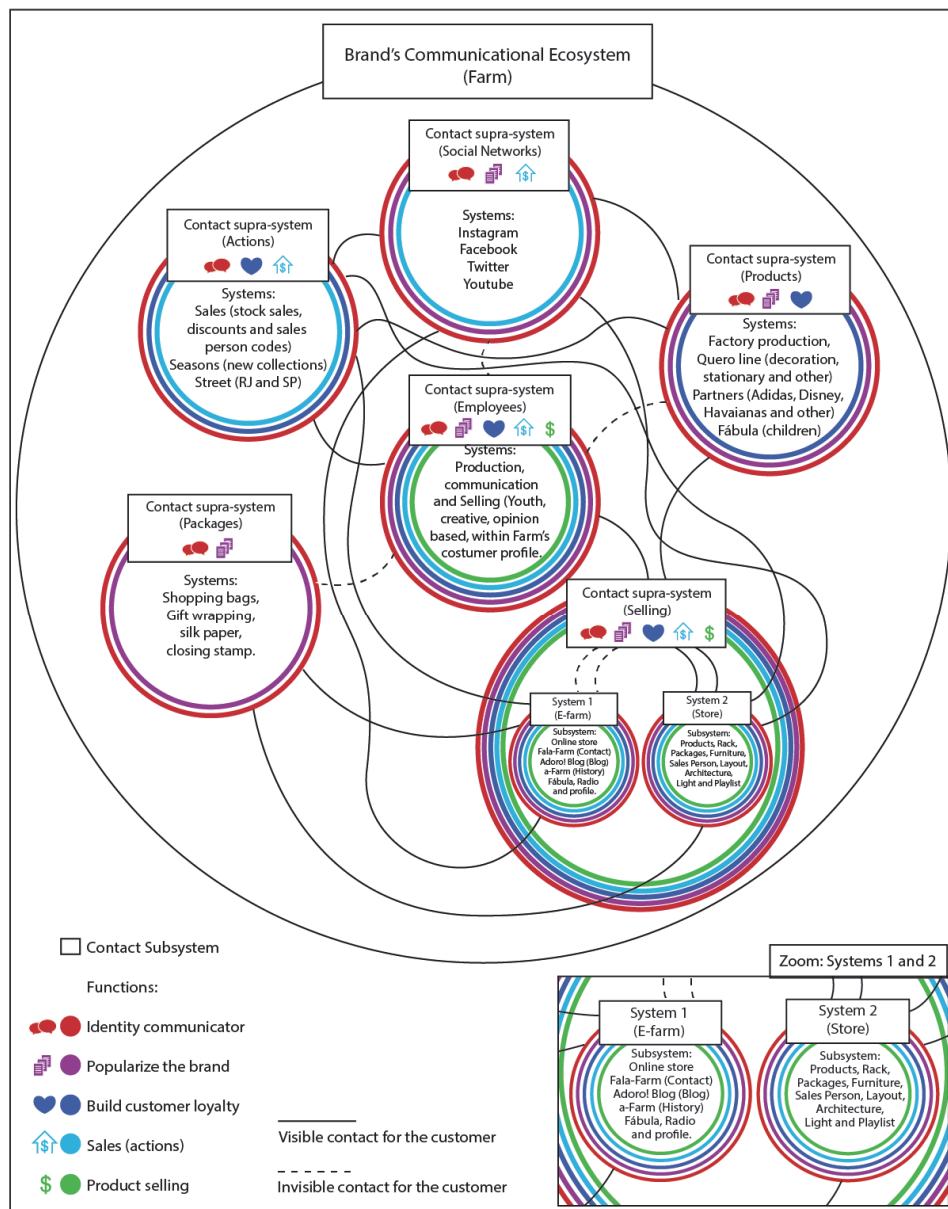 Brand's Communicational Ecosystem
(Farm)
Contact supra-system
(Social Networks)
$
Systems:
Instagram
Facebook
Twitter
Youtube
Contact supra-system
(Actions)
$
Systems:
Sales (stock sales,
discounts and sales
person codes)
Seasons (new collections)
Street (RJ and SP)
Contact supra-system
(Products)
Systems:
Factory production,
Quero line (decoration,
stationary and other)
Partners (Adidas, Disney,
Havaianas and other)
Fábula (children)
Contact supra-system
(Employees)
$ $
Systems:
Production,
communication
and Selling (Youth,
creative, opinion
based, within Farm's
costumer profile.
Contact supra-system
(Packages)
Systems:
Shopping bags,
Gift wrapping,
silk paper,
closing stamp.
Contact supra-system
(Selling)
$ $
System 1
(E-farm)
Subsystem:
Online store
Fala-Farm (Contact)
Adoro! Blog (Blog)
a-Farm (History)
Fábula, Radio
and profile.
System 2
(Store)
Subsystem:
Products, Rack,
Packages, Furniture,
Sales Person, Layout,
Architecture,
Light and Playlist
Contact Subsystem
Functions:
Identity communicator
Popularize the brand
Build customer loyalty
$ Sales (actions)
$ Product selling
Visible contact for the customer
Invisible contact for the customer
Zoom: Systems 1 and 2
System 1
(E-farm)
Subsystem:
Online store
Fala-Farm (Contact)
Adoro! Blog (Blog)
a-Farm (History)
Fábula, Radio
and profile.
System 2
(Store)
Subsystem:
Products, Rack,
Packages, Furniture,
Sales Person, Layout,
Architecture,
Light and Playlist